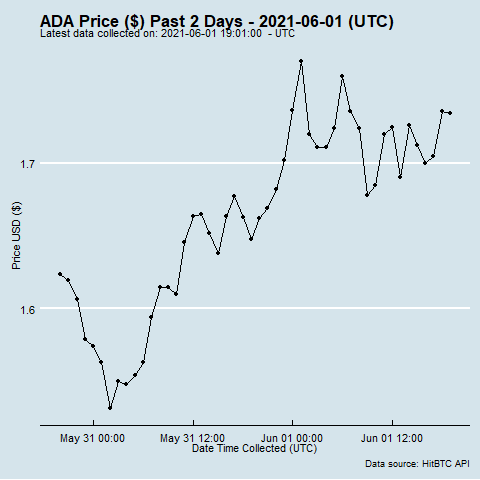 ADA Price ($) Past 2 Days - 2021-06-01 (UTC)
Latest data collected on: 2021-06-01 19:01:00  - UTC
1.7
Price USD ($)
1.6
May 31 00:00 May 31 12:00 Jun 01 00:00 Jun 01 12:00
Date Time Collected (UTC)
Data source: HitBTC API